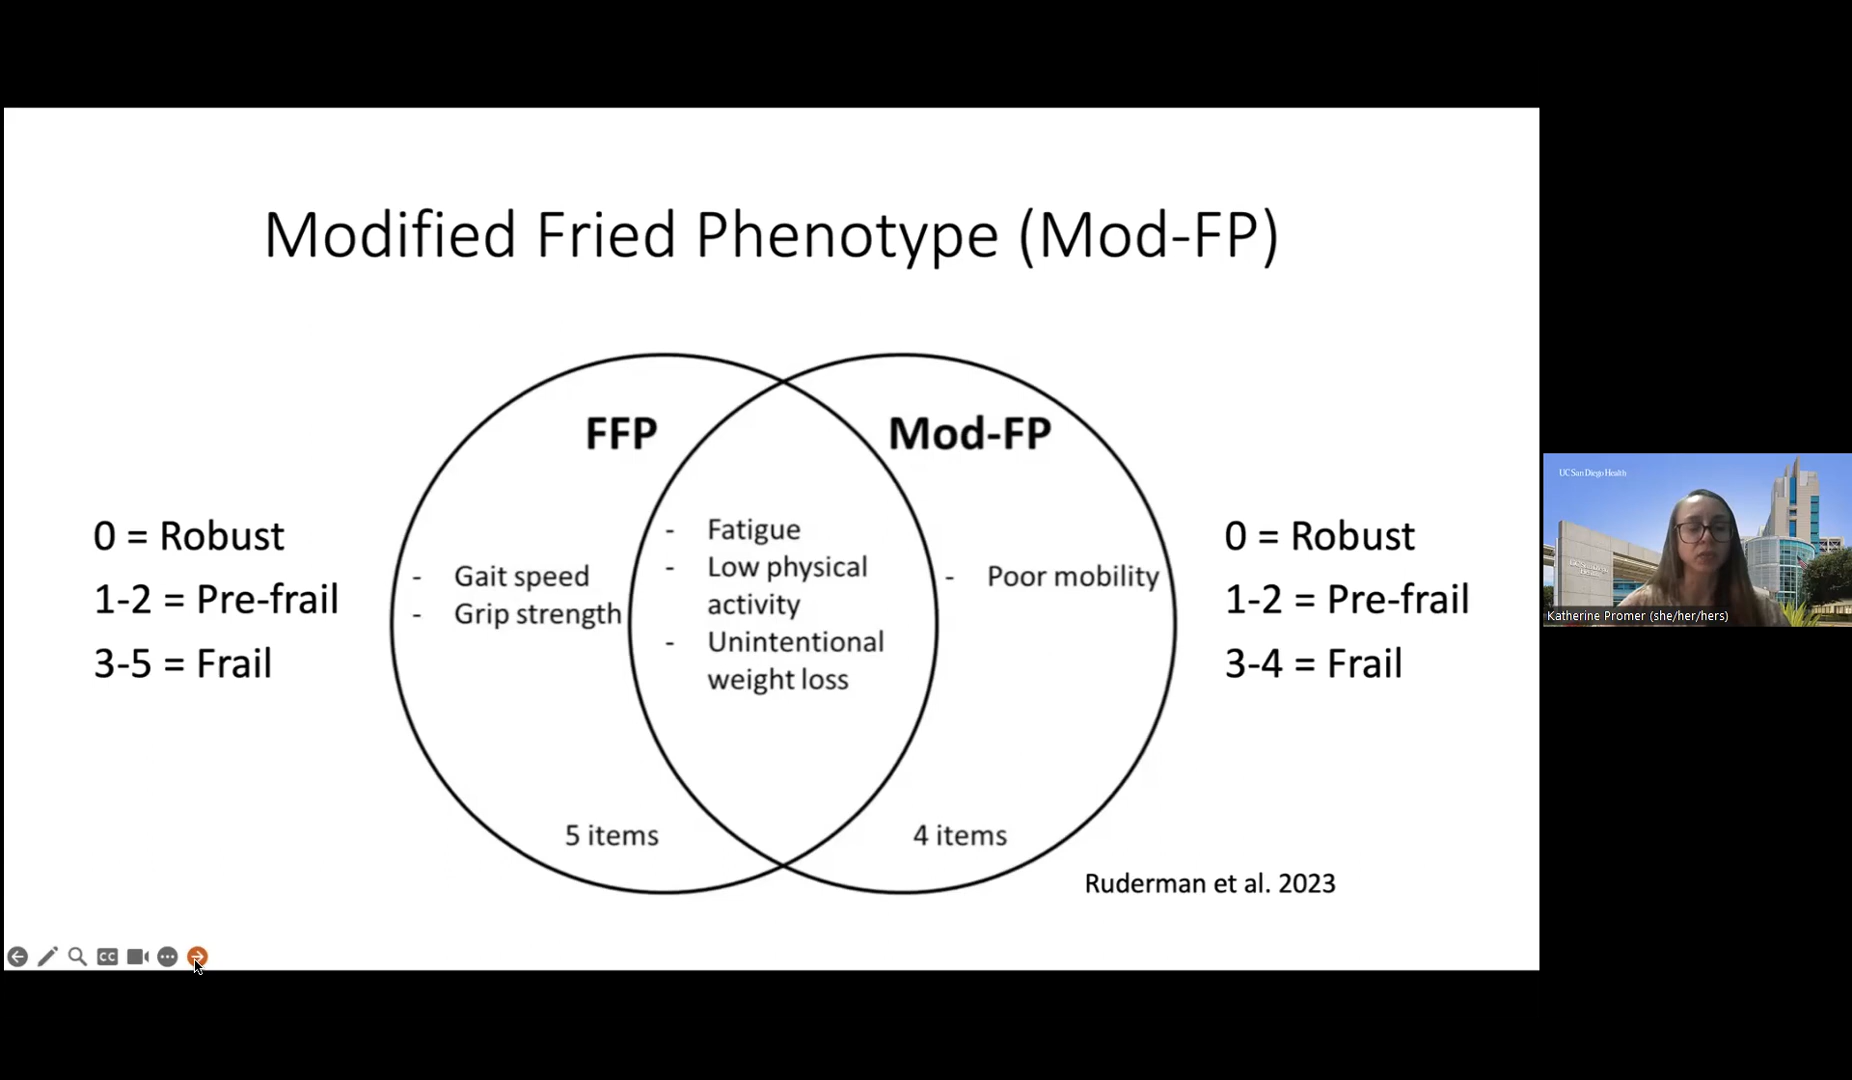 Modified Fried Phenotype (Mod-FP)
FFP
Mod-FP
0 = Robust
1-2 = Pre-frail
3-5 = Frail
- Gait speed
- Grip strength
- Fatigue
- Low physical
activity
- Unintentional
weight loss
- Poor mobility
0 = Robust
1-2 = Pre-frail
3-4 = Frail
5 items
4 items
Ruderman et al. 2023
CC
UC San Diego Health
Katherine Promer (she/her/hers)